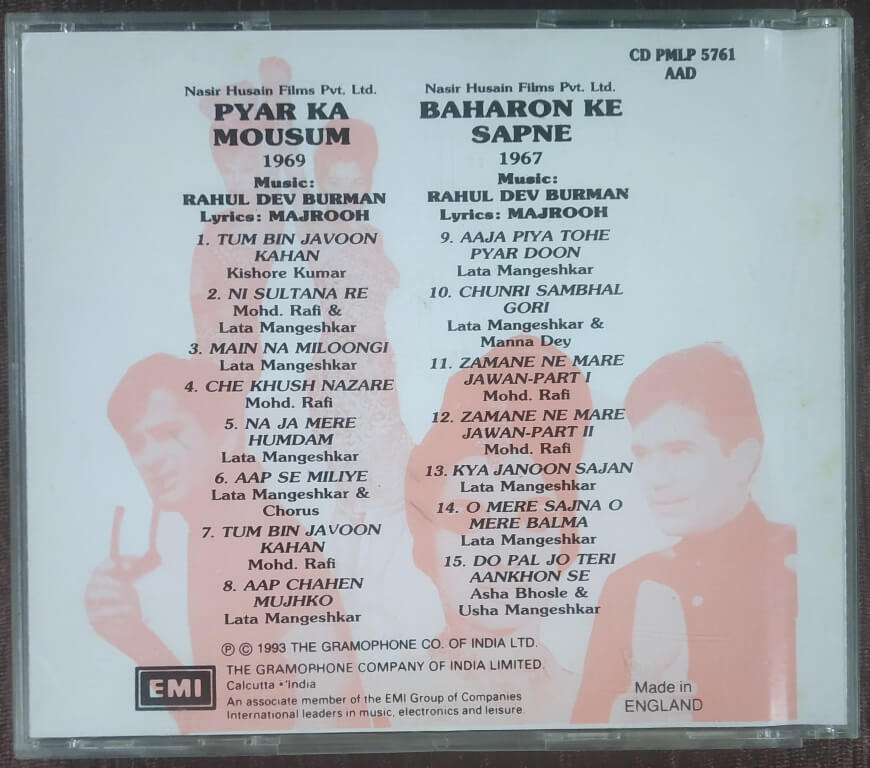 CD PMLP 5761
AAD
Nasir Husain Films Pvt. Ltd.
PYAR KA
MOUSUM
1969
Music:
RAHUL DEV BURMAN
Lyrics: MAJROOH
1. TUM BIN JAVOON
KAHAN
Kishore Kumar
2. NI SULTANA RE
Mohd. Rafi &
Lata Mangeshkar
3. MAIN NA MILOONGI
Lata Mangeshkar
4. CHE KHUSH NAZARE
Mohd. Rafi
5. NA JA MERE
HUMDAM
Lata Mangeshkar
6. AAP SE MILIYE
Lata Mangeshkar &
Chorus
7. TUM BIN JAVOON
KAHAN
Mohd. Rafi
8. AAP CHAHEN
MUJHKO
Lata Mangeshkar
Nasir Husain Films Pvt. Ltd.
BAHARON KE
SAPNE
1967
Music:
RAHUL DEV BURMAN
Lyrics: MAJROOH
9. AAJA PIYA TOHE
PYAR DOON
Lata Mangeshkar
10. CHUNRI SAMBHAL
GORI
Lata Mangeshkar &
Manna Dey
11. ZAMANE NE MARE
JAWAN-PART I
Mohd. Rafi
12. ZAMANE NE MARE
JAWAN-PART II
Mohd. Rafi
13. KYA JANOON SAJAN
Lata Mangeshkar
14. O MERE SAJNA O
MERE BALMA
Lata Mangeshkar
15. DO PAL JO TERI
AANKHON SE
Asha Bhosle &
Usha Mangeshkar
℗ © 1993 THE GRAMOPHONE CO. OF INDIA LTD.
EMI
THE GRAMOPHONE COMPANY OF INDIA LIMITED.
Calcutta • India
An associate member of the EMI Group of Companies
International leaders in music, electronics and leisure.
Made in
ENGLAND